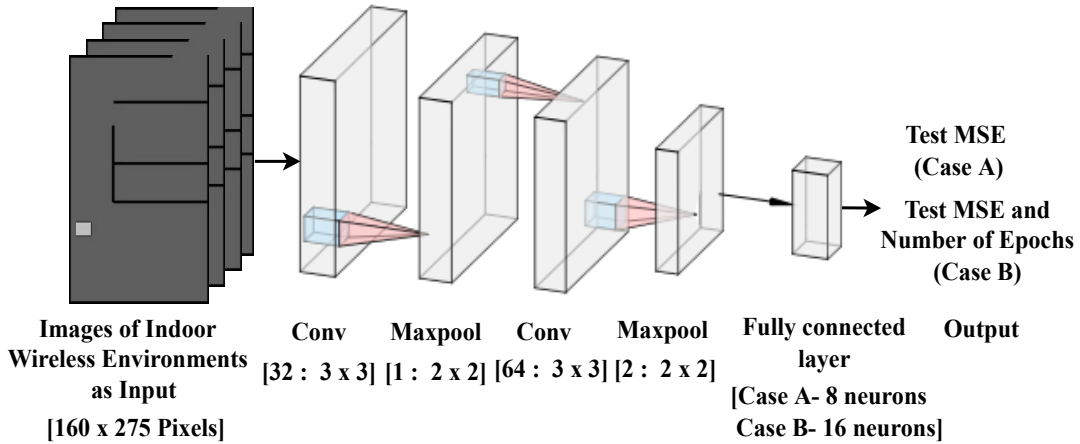 Test MSE
(Case A)
Test MSE and
Number of Epochs
(Case B)
Images of Indoor
Wireless Environments
as Input
[160 x 275 Pixels]
Conv
[32 : 3 x 3]
Maxpool
[1 : 2 x 2]
Conv
[64 : 3 x 3]
Maxpool
[2 : 2 x 2]
Fully connected
layer
[Case A- 8 neurons
Case B- 16 neurons]
Output